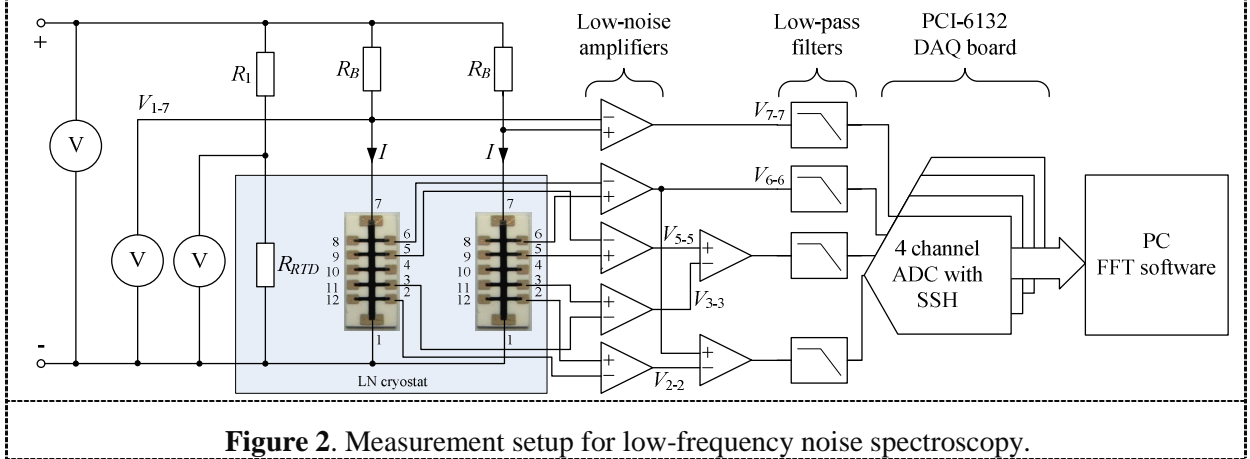 Low-noise
amplifiers
Low-pass
filters
PCI-6132
DAQ board
+
R1
RB
RB
V1-7
V
V7-7
I
I
V6-6
7
7
V
V
RRTD
8
9
10
11
12
6
5
4
3
2
8
9
10
11
12
6
5
4
3
2
V5-5
V3-3
4 channel
ADC with
SSH
PC
FFT software
1
1
-
LN cryostat
V2-2
Figure 2. Measurement setup for low-frequency noise spectroscopy.